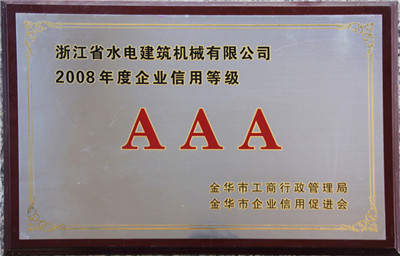 浙江省水电建筑机械有限公司
2008年度企业信用等级
AAA
金华市工商行政管理局
金华市企业信用促进会